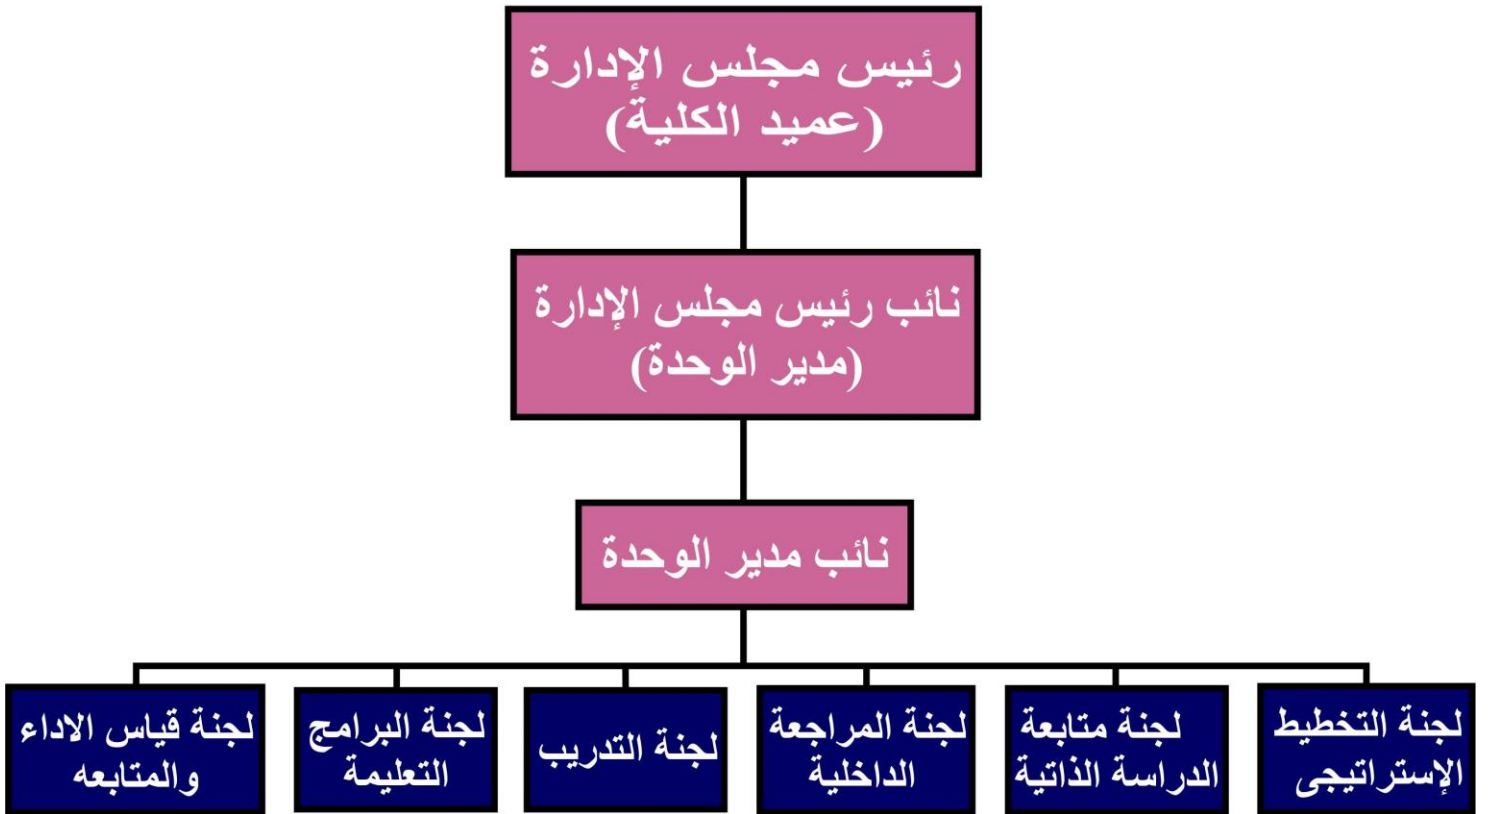 رئيس مجلس الإدارة
(عميد الكلية)
نائب رئيس مجلس الإدارة
(مدير الوحدة)
نائب مدير الوحدة
لجنة التخطيط
الإستراتيجى
لجنة متابعة
الدراسة الذاتية
لجنة المراجعة
الداخلية
لجنة التدريب
لجنة البرامج
التعليمة
لجنة قياس الاداء
والمتابعه